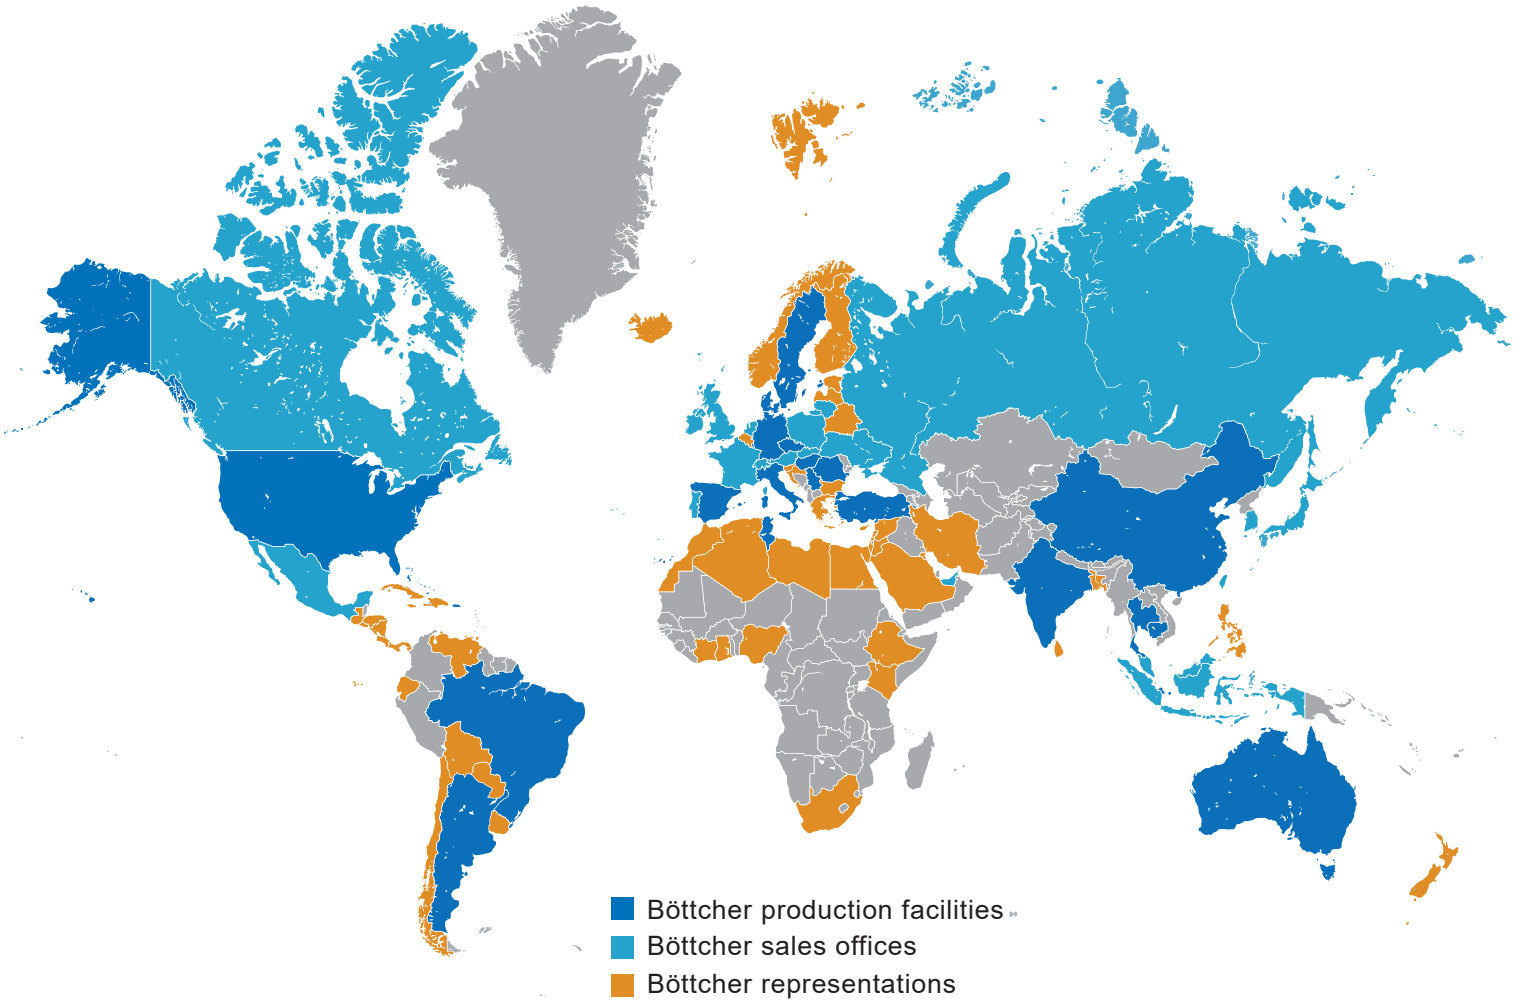 Böttcher production facilities
Böttcher sales offices
Böttcher representations